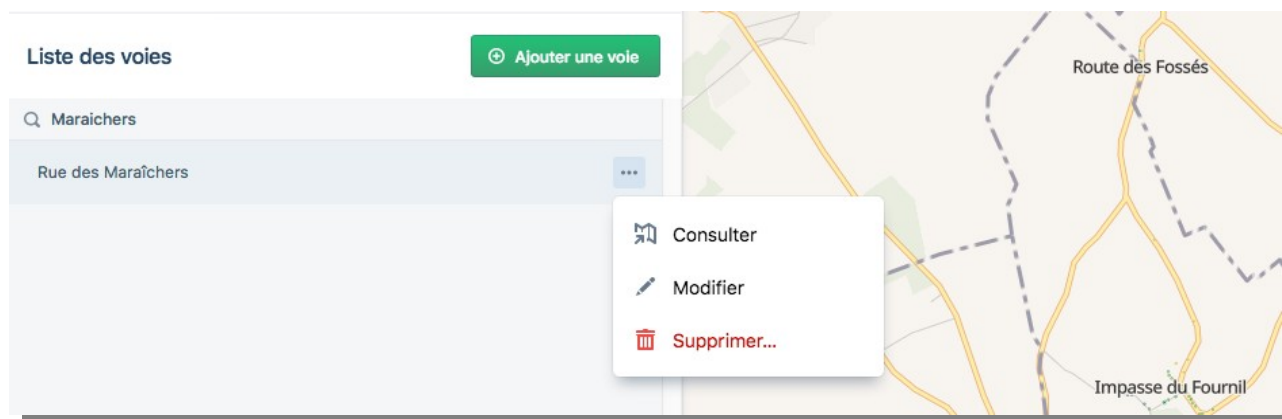 Liste des voies
Ajouter une voie
Maraichers
Rue des Maraîchers
Consulter
Modifier
Supprimer...
Route des Fossés
Impasse du Fournil